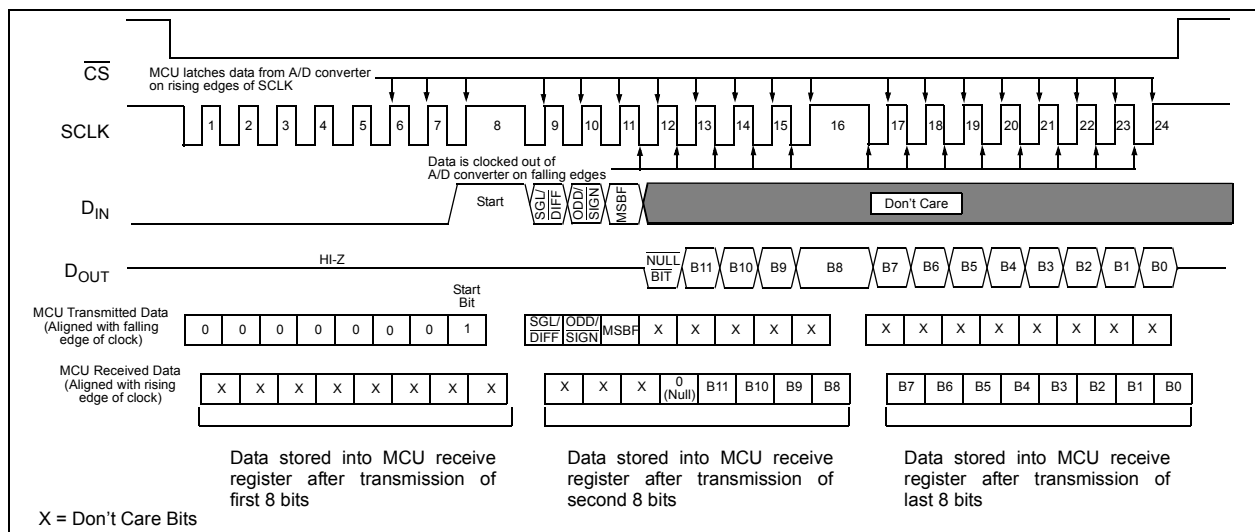 CS
MCU latches data from A/D converter
on rising edges of SCLK
SCLK
1 2 3 4 5 6 7 8 9 10 11 12 13 14 15 16 17 18 19 20 21 22 23 24
Data is clocked out of
A/D converter on falling edges
DIN
Start
SGL/
DIFF
ODD/
SIGN
MSBF
Don't Care
DOUT
HI-Z
NULL
BIT
B11 B10 B9 B8 B7 B6 B5 B4 B3 B2 B1 B0
Start
Bit
MCU Transmitted Data
(Aligned with falling
edge of clock)
0 0 0 0 0 0 0 1
SGL/
DIFF
ODD/
SIGN
MSBF X X X X X
X X X X X X X X
MCU Received Data
(Aligned with rising
edge of clock)
X X X X X X X X
X X X 0
(Null)
B11 B10 B9 B8
B7 B6 B5 B4 B3 B2 B1 B0
Data stored into MCU receive
register after transmission of
first 8 bits
Data stored into MCU receive
register after transmission of
second 8 bits
Data stored into MCU receive
register after transmission of
last 8 bits
X = Don't Care Bits